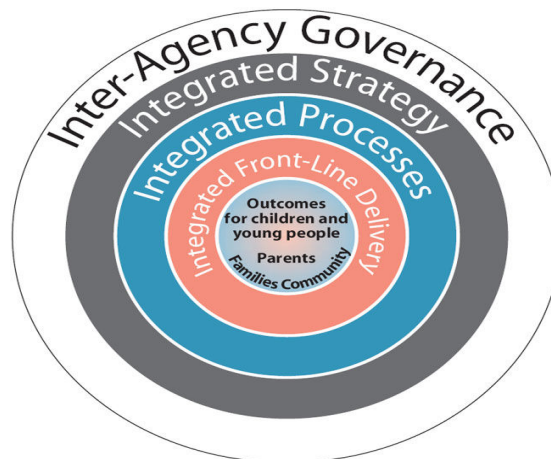 Inter-Agency Governance
Integrated Strategy
Integrated Processes
Integrated Front-Line Delivery
Outcomes
for children and
young people
Parents
Families Community